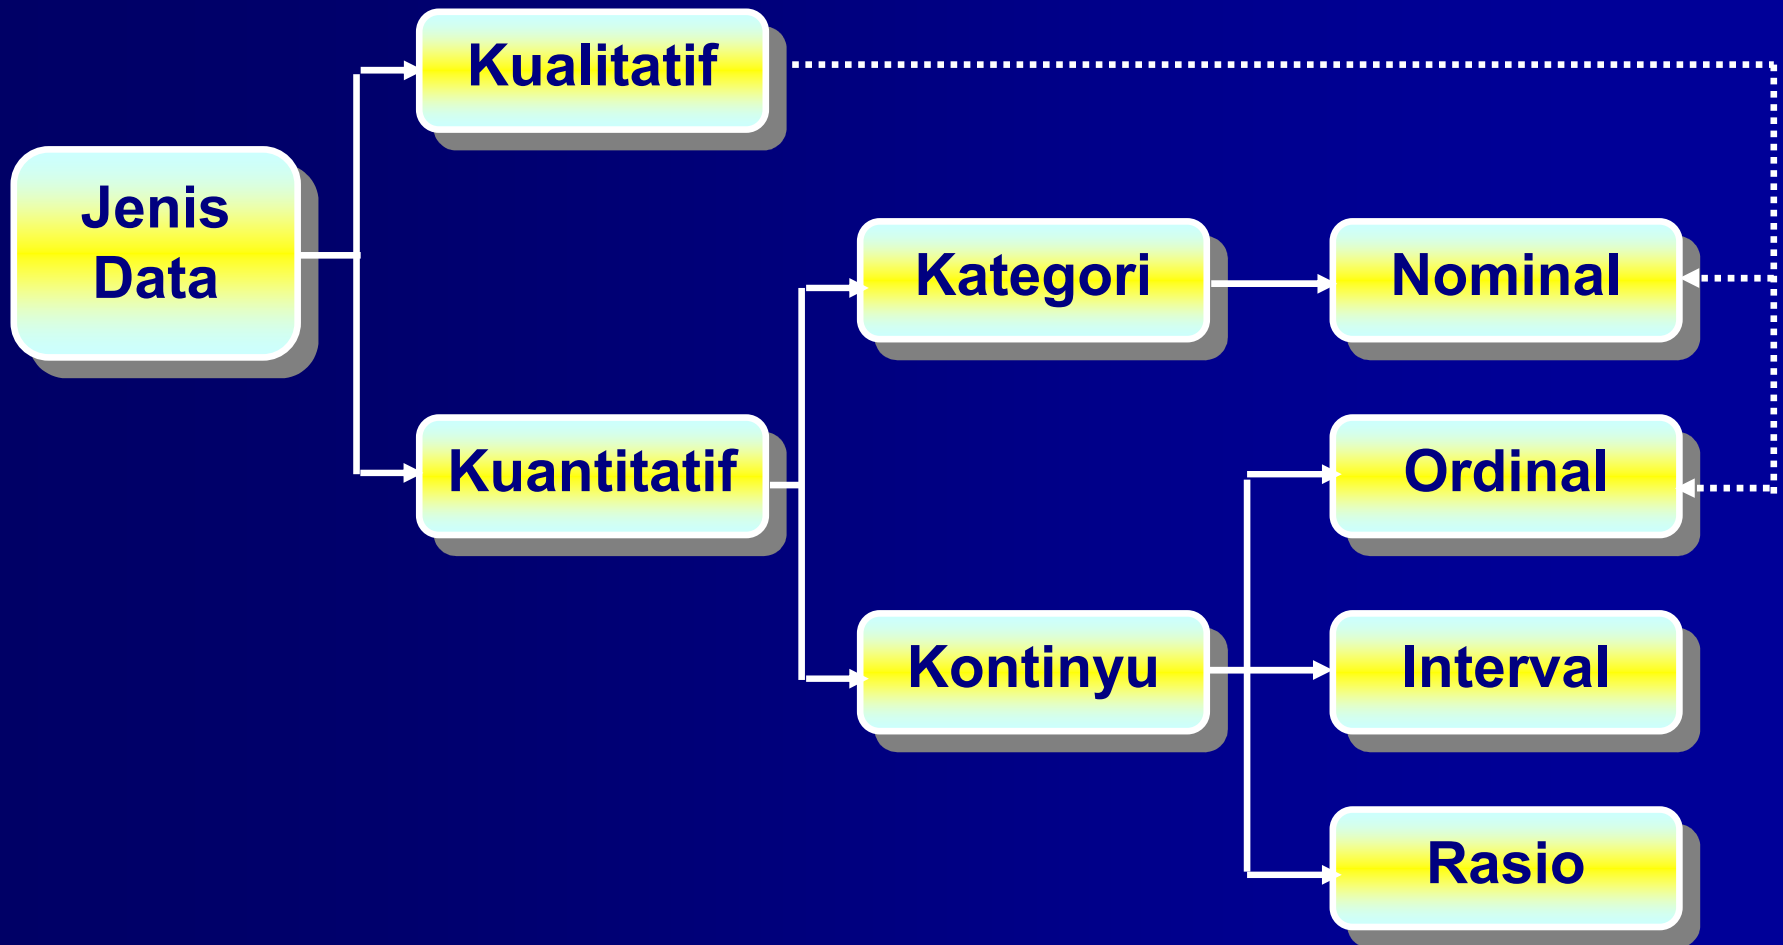 Kualitatif
Jenis
Data
Kategori
Nominal
Kuantitatif
Ordinal
Kontinyu
Interval
Rasio